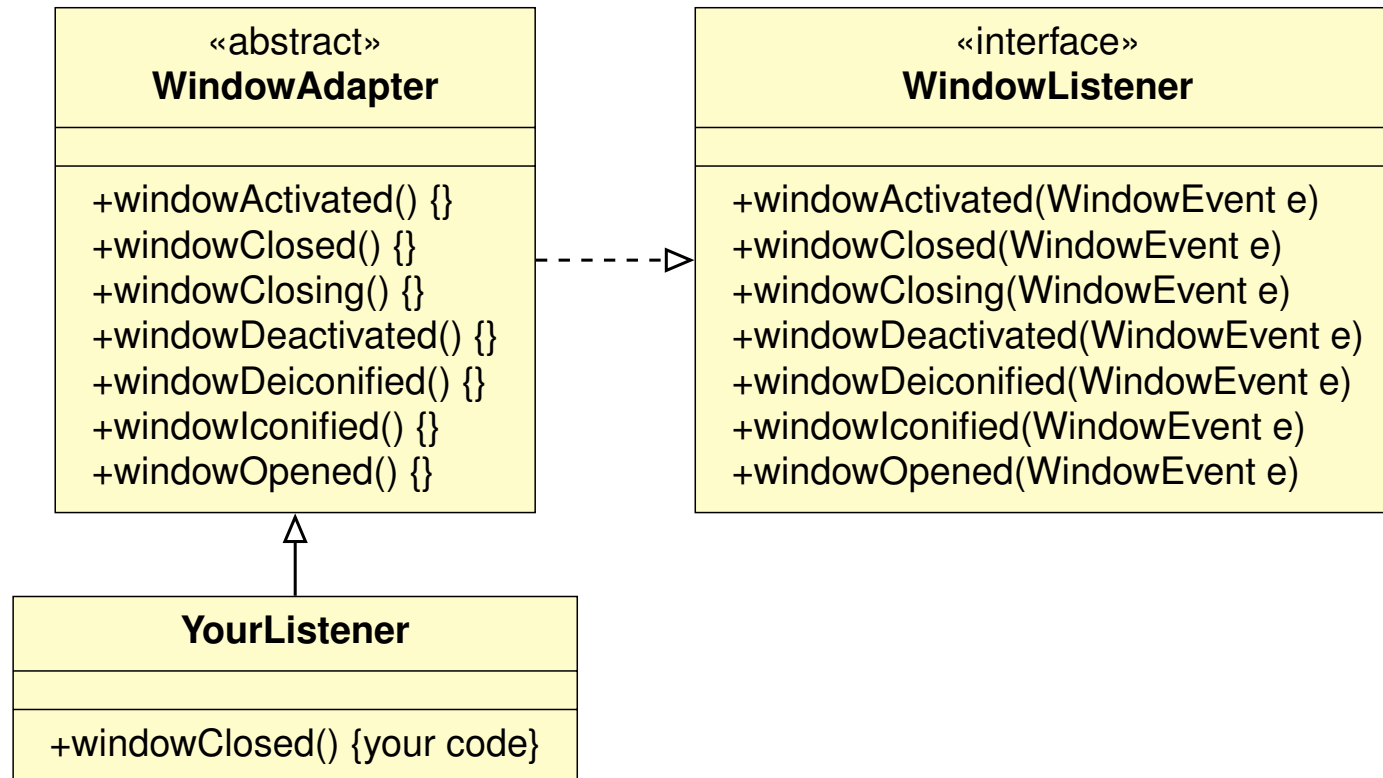 «abstract»
WindowAdapter
+windowActivated() {}
+windowClosed() {}
+windowClosing() {}
+windowDeactivated() {}
+windowDeiconified() {}
+windowIconified() {}
+windowOpened() {}
«interface»
WindowListener
+windowActivated(WindowEvent e)
+windowClosed(WindowEvent e)
+windowClosing(WindowEvent e)
+windowDeactivated(WindowEvent e)
+windowDeiconified(WindowEvent e)
+windowIconified(WindowEvent e)
+windowOpened(WindowEvent e)
YourListener
+windowClosed() {your code}